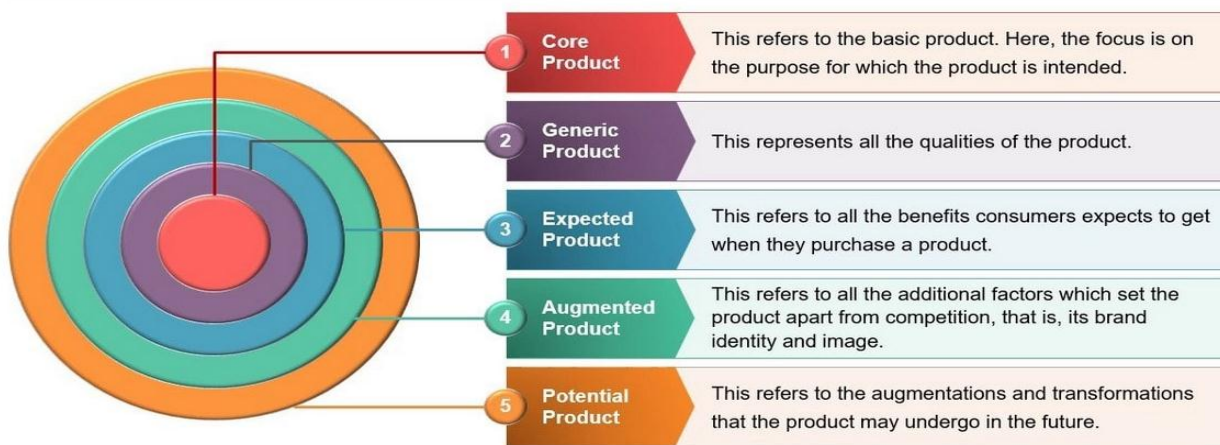 1
Core
Product
This refers to the basic product. Here, the focus is on
the purpose for which the product is intended.
2
Generic
Product
This represents all the qualities of the product.
3
Expected
Product
This refers to all the benefits consumers expects to get
when they purchase a product.
4
Augmented
Product
This refers to all the additional factors which set the
product apart from competition, that is, its brand
identity and image.
5
Potential
Product
This refers to the augmentations and transformations
that the product may undergo in the future.